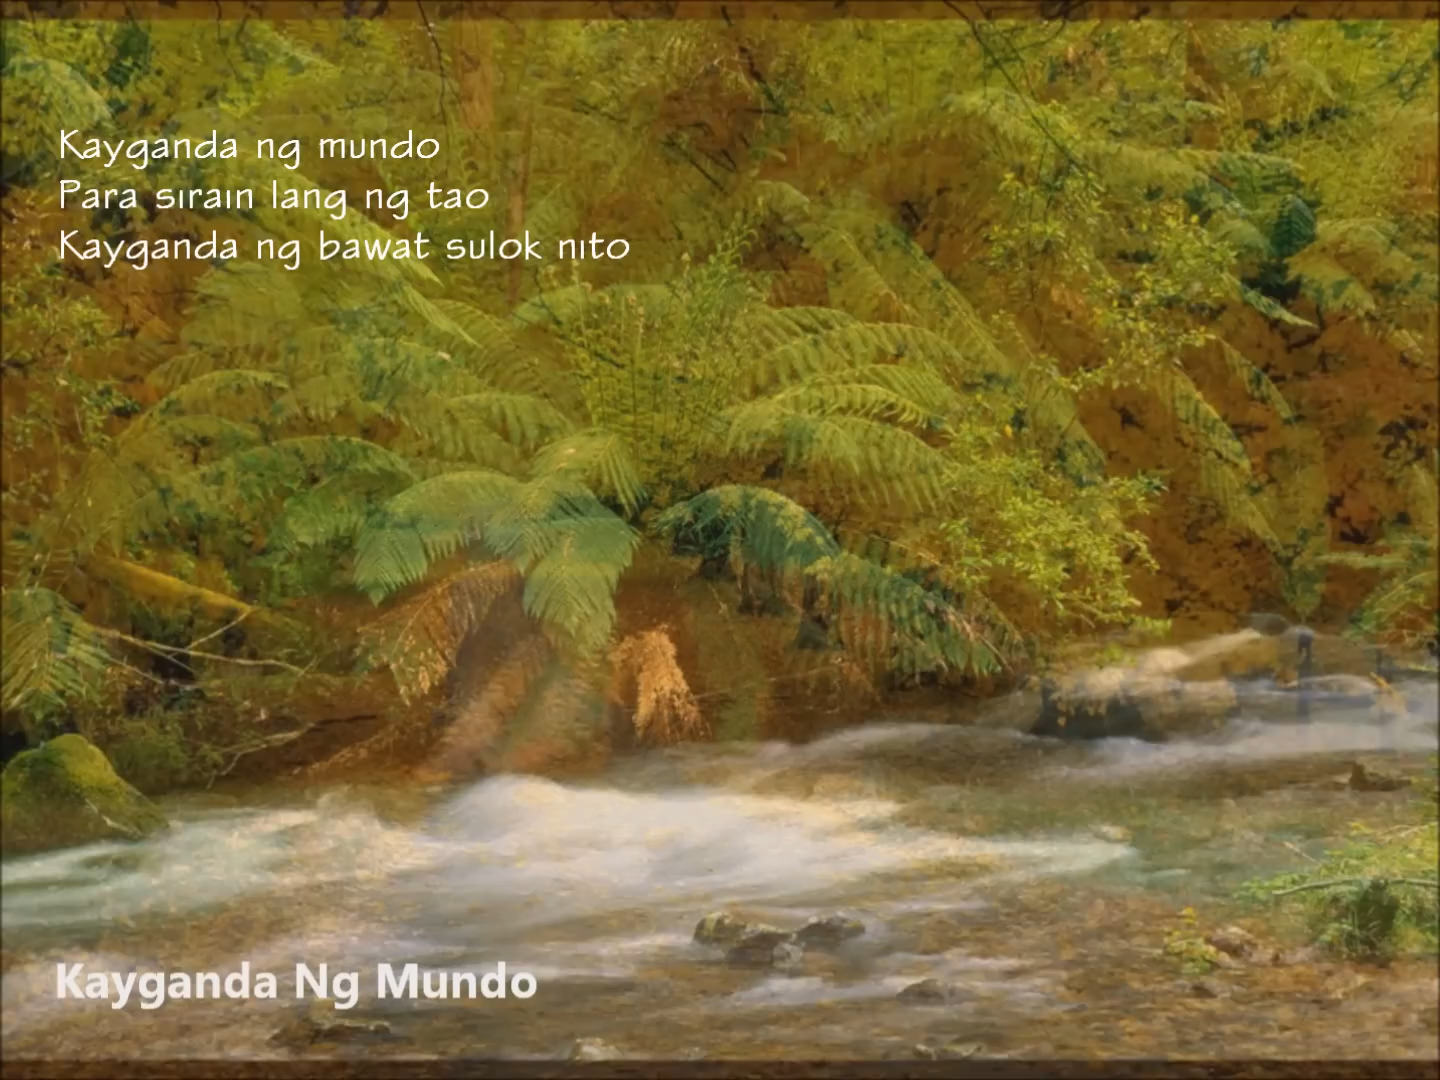 Kayganda ng mundo
Para sirain lang ng tao
Kayganda ng bawat sulok nito
Kayganda Ng Mundo